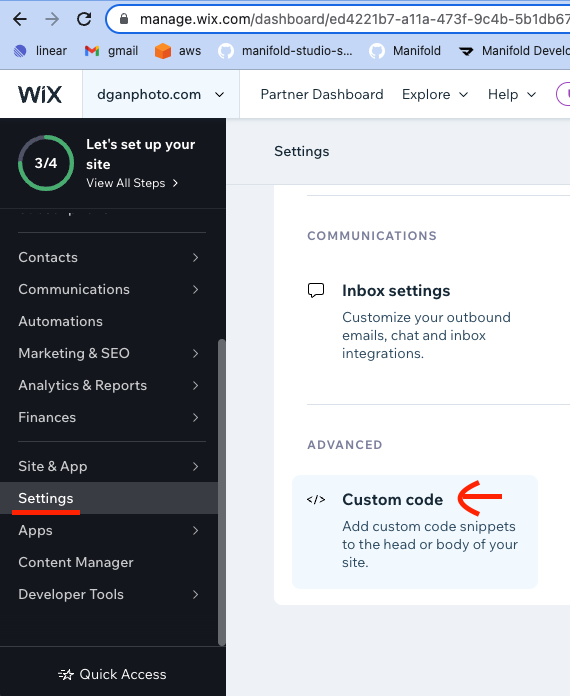 manage.wix.com/dashboard/ed4221b7-a11a-473f-9c4b-5b1db67
linear gmail aws manifold-studio-s... Manifold Manifold Develo
WiX dganphoto.com Partner Dashboard Explore Help
3/4
Let's set up your
site
View All Steps
Contacts
Communications
Automations
Marketing & SEO
Analytics & Reports
Finances
Site & App
Settings
Apps
Content Manager
Developer Tools
Quick Access
Settings
COMMUNICATIONS
Inbox settings
Customize your outbound
emails, chat and inbox
integrations.
ADVANCED
</> Custom code
Add custom code snippets
to the head or body of your
site.